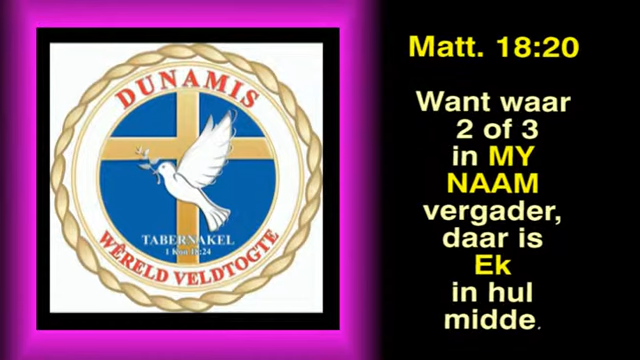 DUNAMIS
TABERNAKEL
1 Kon 18:24
WÊRELD VELDTOGTE
Matt. 18:20
Want waar
2 of 3
in MY
NAAM
vergader,
daar is
Ek
in hul
midde.